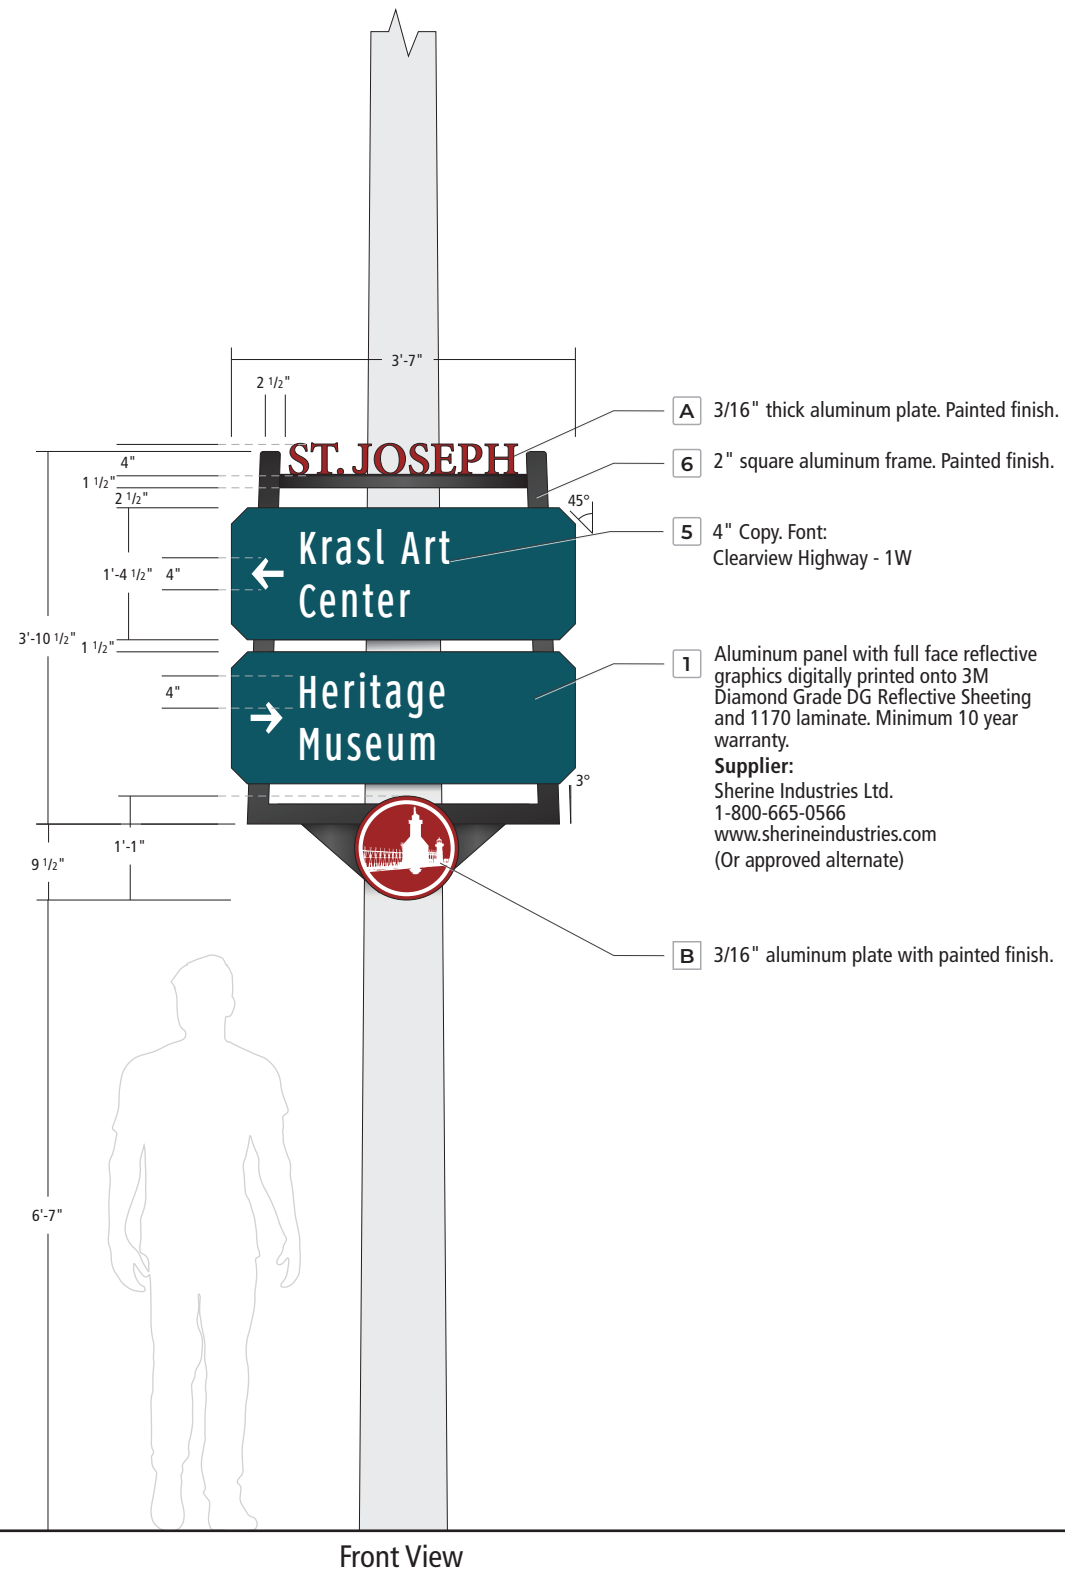 3'-7"
2 1/2"
ST. JOSEPH
4"
1 1/2"
2 1/2"
45°
Krasl Art
Center
1'-4 1/2"
4"
3'-10 1/2"
1 1/2"
4"
Heritage
Museum
3°
1'-1"
9 1/2"
6'-7"
A 3/16" thick aluminum plate. Painted finish.
6 2" square aluminum frame. Painted finish.
5 4" Copy. Font:
Clearview Highway - 1W
1 Aluminum panel with full face reflective
graphics digitally printed onto 3M
Diamond Grade DG Reflective Sheeting
and 1170 laminate. Minimum 10 year
warranty.
Supplier:
Sherine Industries Ltd.
1-800-665-0566
www.sherineindustries.com
(Or approved alternate)
B 3/16" aluminum plate with painted finish.
Front View